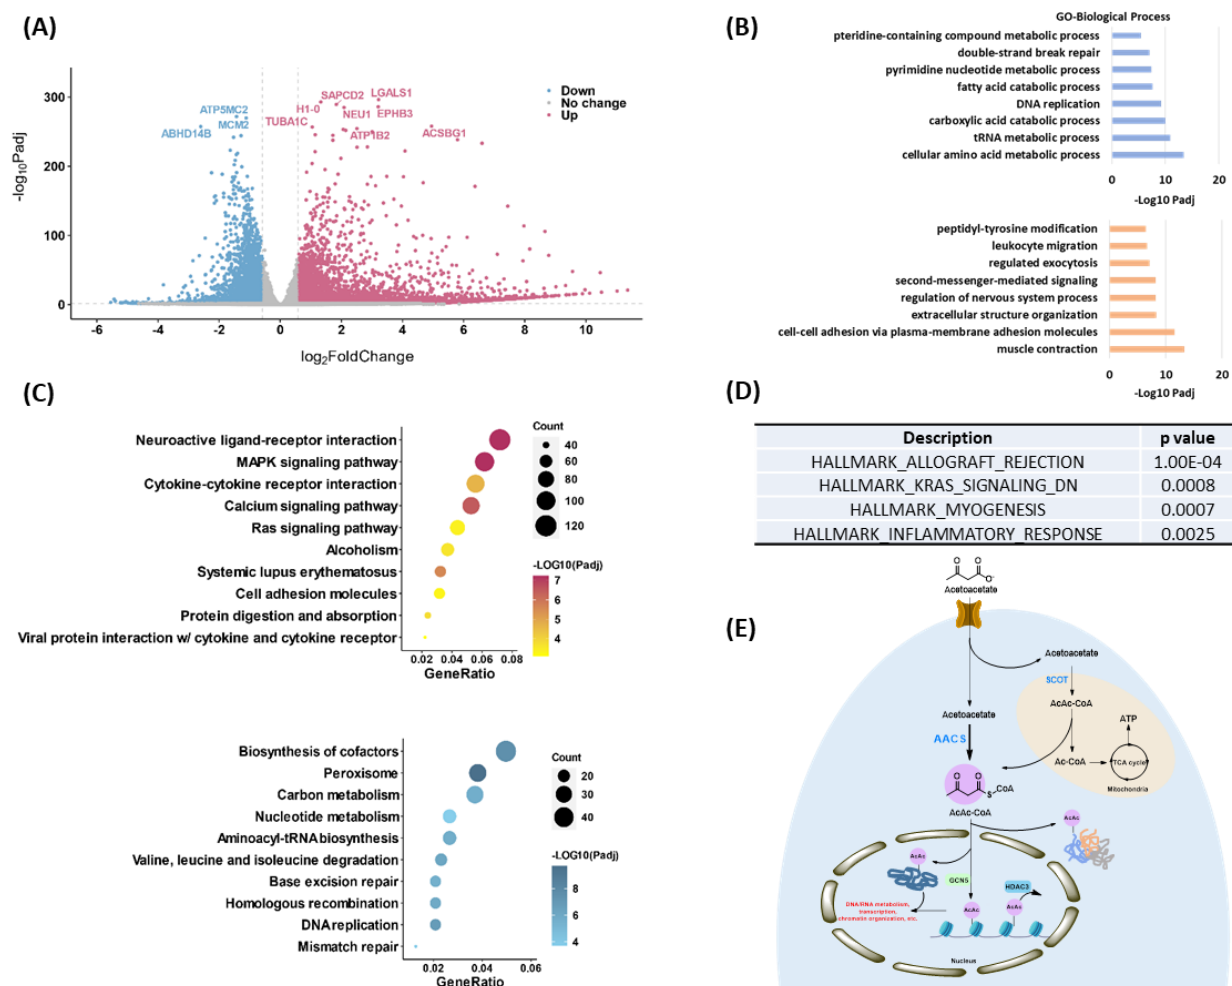 (A)
-log10Padj
300
200
100
0
-6 -4 -2 0 2 4 6 8 10
log2FoldChange
ATP5MC2
MCM2
ABHD14B
TUBA1C
H1-0
SAPCD2
LGALS1
NEU1
EPHB3
ATP1B2
ACSBG1
Down
No change
Up
(B)
GO-Biological Process
pteridine-containing compound metabolic process
double-strand break repair
pyrimidine nucleotide metabolic process
fatty acid catabolic process
DNA replication
carboxylic acid catabolic process
tRNA metabolic process
cellular amino acid metabolic process
0 10 20
-Log10 Padj
peptidyl-tyrosine modification
leukocyte migration
regulated exocytosis
second-messenger-mediated signaling
regulation of nervous system process
extracellular structure organization
cell-cell adhesion via plasma-membrane adhesion molecules
muscle contraction
0 10 20
-Log10 Padj
(C)
Neuroactive ligand-receptor interaction
MAPK signaling pathway
Cytokine-cytokine receptor interaction
Calcium signaling pathway
Ras signaling pathway
Alcoholism
Systemic lupus erythematosus
Cell adhesion molecules
Protein digestion and absorption
Viral protein interaction w/ cytokine and cytokine receptor
0.02 0.04 0.06 0.08
GeneRatio
Count
40
60
80
100
120
-LOG10(Padj)
7
6
5
4
Biosynthesis of cofactors
Peroxisome
Carbon metabolism
Nucleotide metabolism
Aminoacyl-tRNA biosynthesis
Valine, leucine and isoleucine degradation
Base excision repair
Homologous recombination
DNA replication
Mismatch repair
0.02 0.04 0.06
GeneRatio
Count
20
30
40
-LOG10(Padj)
8
6
4
(D)
Description p value
HALLMARK_ALLOGRAFT_REJECTION 1.00E-04
HALLMARK_KRAS_SIGNALING_DN 0.0008
HALLMARK_MYOGENESIS 0.0007
HALLMARK_INFLAMMATORY_RESPONSE 0.0025
(E)
O O
O-
Acetoacetate
Acetoacetate
SCOT
AcAc-CoA
ATP
Ac-CoA
TCA cycle
Mitochondria
Acetoacetate
AACS
O O
S CoA
AcAc-CoA
AcAc
AcAc
GCN5
HDAC3
DNA/RNA metabolism,
transcription,
chromatin organization, etc.
AcAc
AcAc
Nucleus